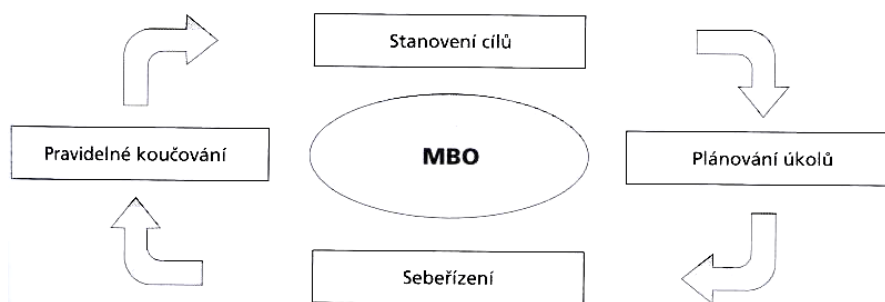 Stanovení cílů
Pravidelné koučování
MBO
Plánování úkolů
Sebeřízení